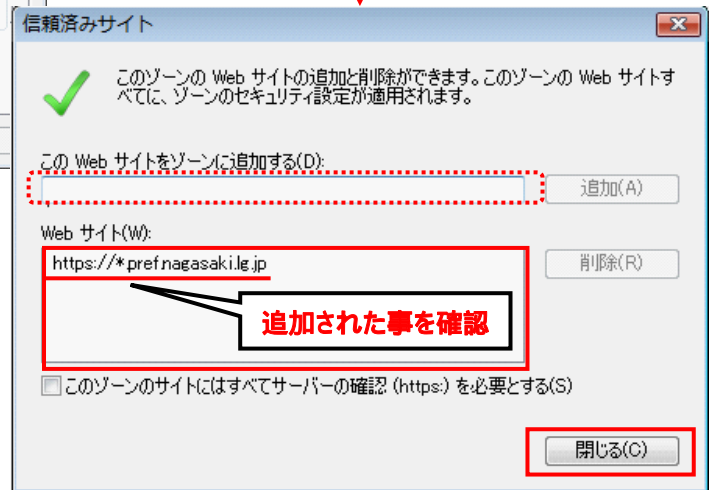 信頼済みサイト
このゾーンの Web サイトの追加と削除ができます。このゾーンの Web サイトす
べてに、ゾーンのセキュリティ設定が適用されます。
この Web サイトをゾーンに追加する(D):
追加(A)
Web サイト(W):
https://*.pref.nagasaki.lg.jp
削除(R)
追加された事を確認
このゾーンのサイトにはすべてサーバーの確認 (https:) を必要とする(S)
閉じる(C)